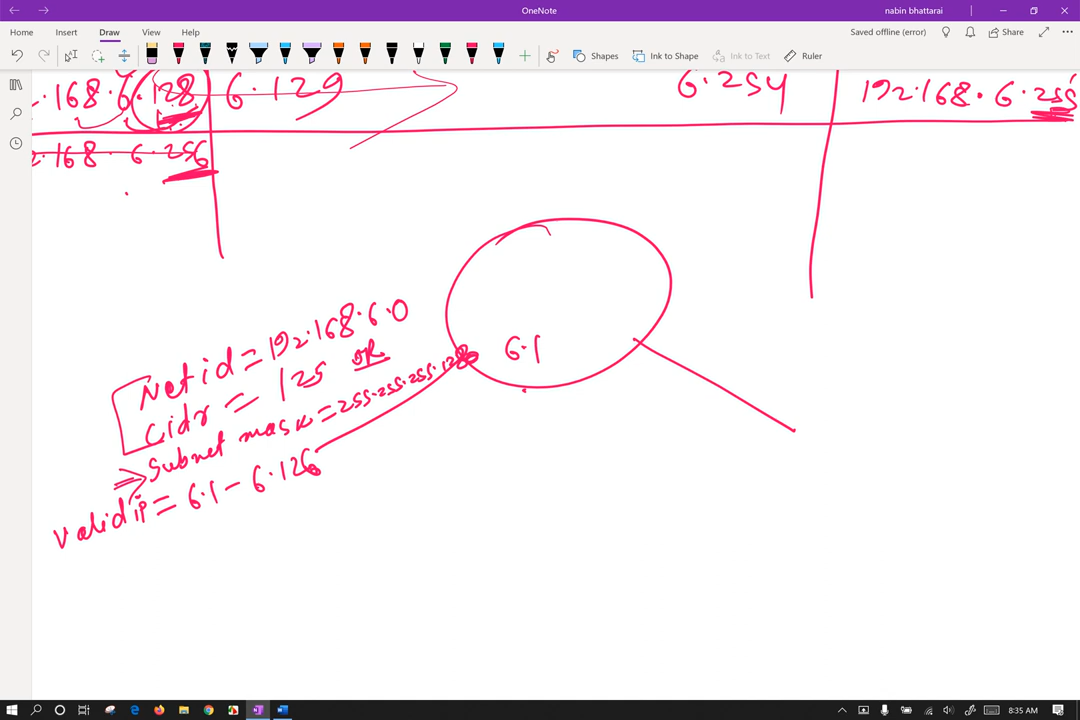 OneNote
nabin bhattarai
Home Insert Draw View Help
Saved offline (error) Share
Shapes Ink to Shape Ink to Text Ruler
.168.6.128 6.129 6.254 192.168.6.255
2.168.6.256
6.1
Net id = 192.168.6.0
Cidr = 125 or
Subnet mask = 255.255.255.128
Valid ip = 6.1 - 6.126
8:35 AM